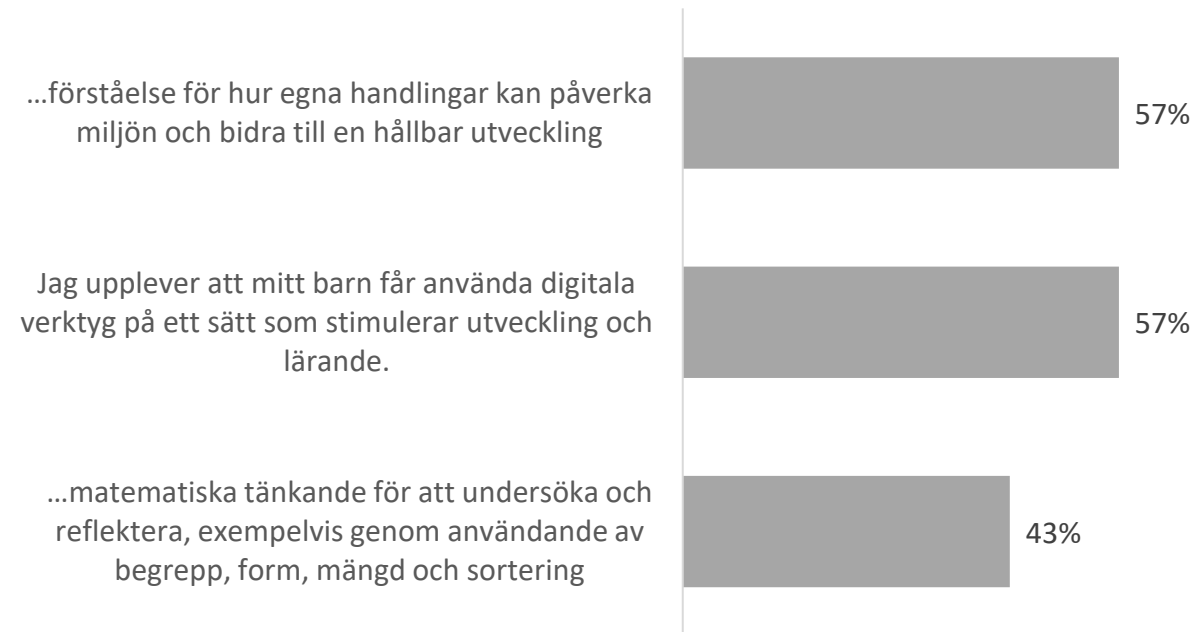 …förståelse för hur egna handlingar kan påverka
miljön och bidra till en hållbar utveckling
57%
Jag upplever att mitt barn får använda digitala
verktyg på ett sätt som stimulerar utveckling och
lärande.
57%
…matematiska tänkande för att undersöka och
reflektera, exempelvis genom användande av
begrepp, form, mängd och sortering
43%